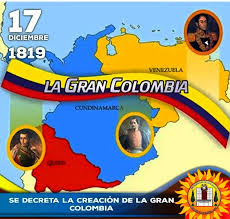 17
DICIEMBRE
1819
VENEZUELA
LA GRAN COLOMBIA
CUNDINAMARCA
QUITO
SE DECRETA LA CREACIÓN DE LA GRAN
COLOMBIA